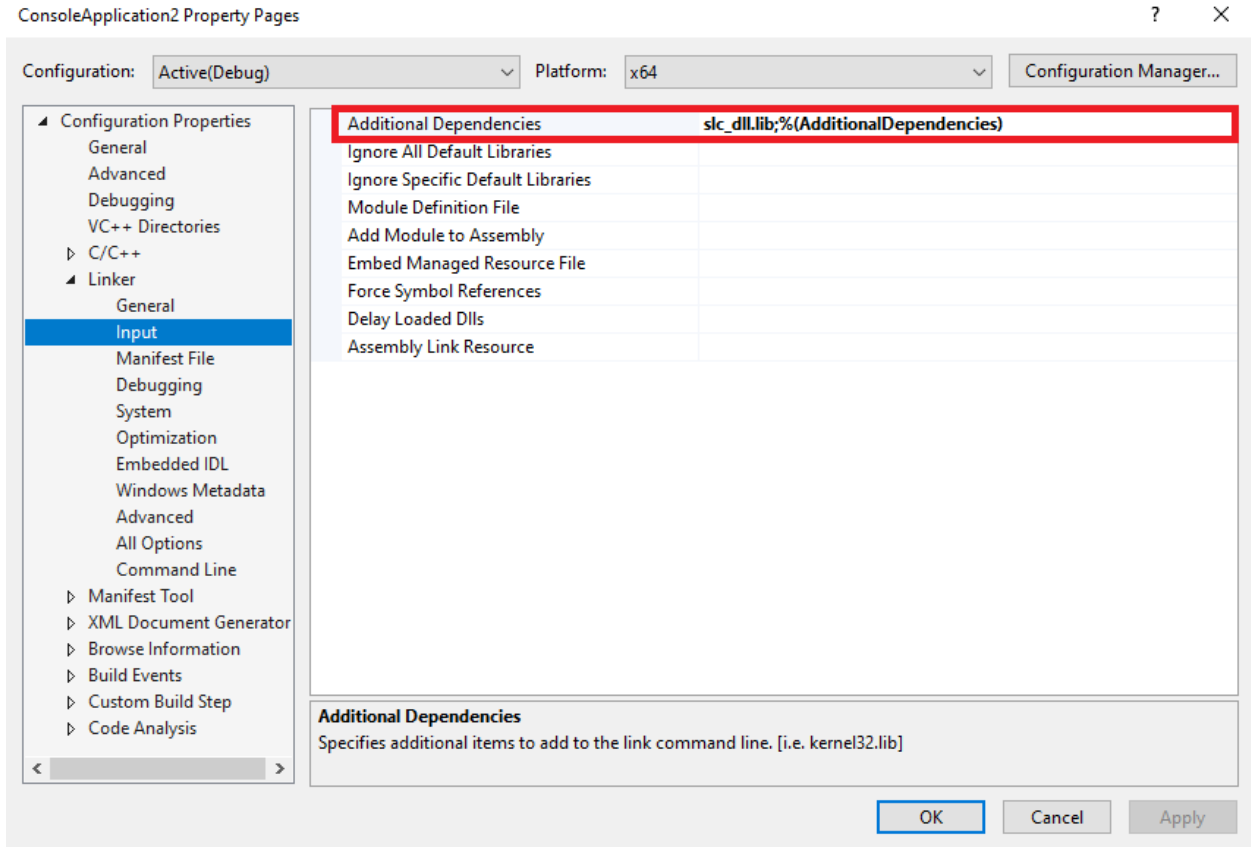 ConsoleApplication2 Property Pages
? ×
Configuration: Active(Debug) Platform: x64 Configuration Manager...
Configuration Properties
General
Advanced
Debugging
VC++ Directories
C/C++
Linker
General
Input
Manifest File
Debugging
System
Optimization
Embedded IDL
Windows Metadata
Advanced
All Options
Command Line
Manifest Tool
XML Document Generator
Browse Information
Build Events
Custom Build Step
Code Analysis
Additional Dependencies slc_dll.lib;%(AdditionalDependencies)
Ignore All Default Libraries
Ignore Specific Default Libraries
Module Definition File
Add Module to Assembly
Embed Managed Resource File
Force Symbol References
Delay Loaded Dlls
Assembly Link Resource
Additional Dependencies
Specifies additional items to add to the link command line. [i.e. kernel32.lib]
OK Cancel Apply